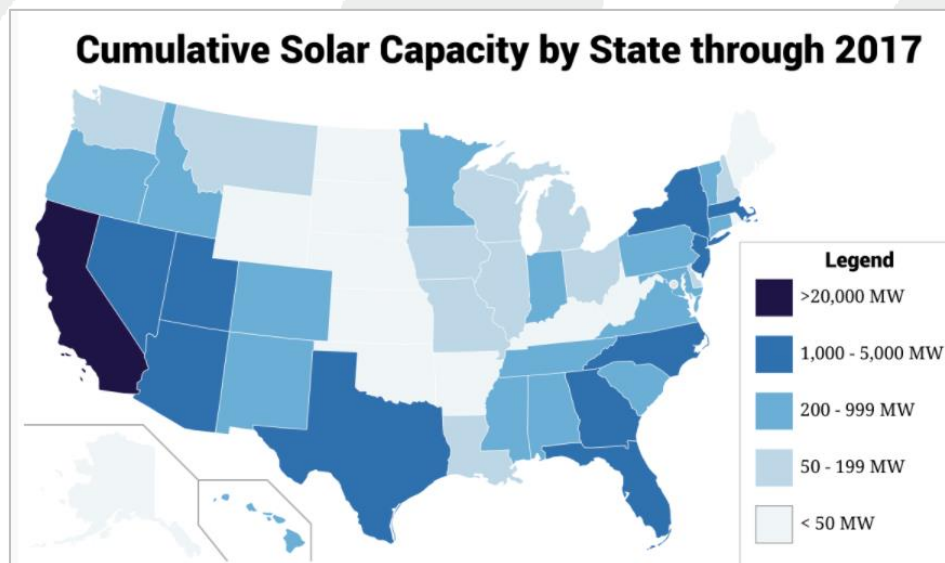 Cumulative Solar Capacity by State through 2017
Legend
>20,000 MW
1,000 - 5,000 MW
200 - 999 MW
50 - 199 MW
< 50 MW